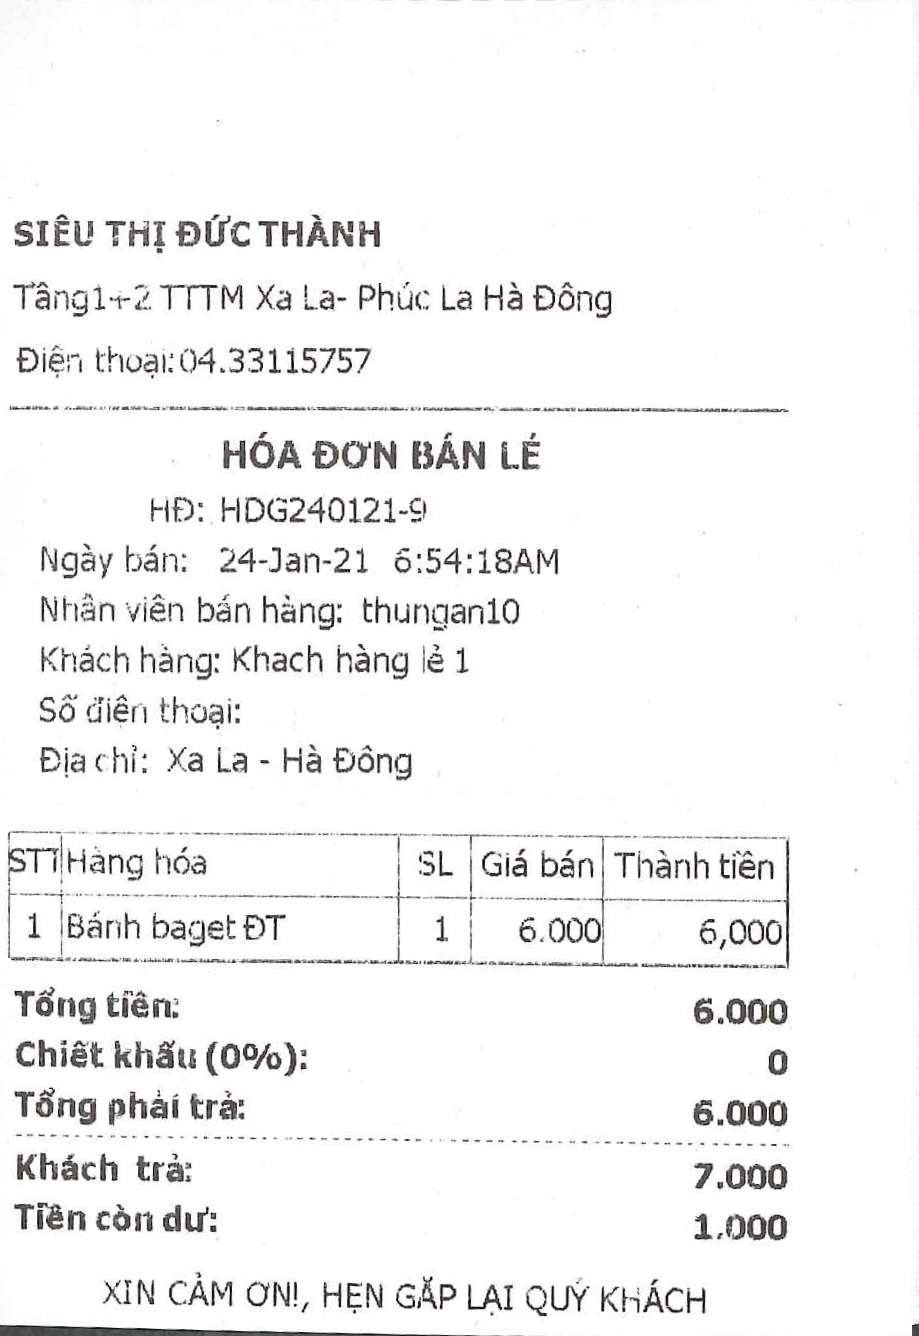 SIÊU THỊ ĐỨC THÀNH
Tầng1+2 TTTM Xa La- Phúc La Hà Đông
Điện thoại:04.33115757
HÓA ĐƠN BÁN LẺ
HĐ: HDG240121-9
Ngày bán: 24-Jan-21 6:54:18AM
Nhân viên bán hàng: thungan10
Khách hàng: Khach hàng lẻ 1
Số điên thoại:
Địa chỉ: Xa La - Hà Đông
STT Hàng hóa SL Giá bán Thành tiền
1 Bánh baget ĐT 1 6.000 6,000
Tổng tiền: 6.000
Chiết khấu (0%): 0
Tổng phải trả: 6.000
Khách trả: 7.000
Tiền còn dư: 1.000
XIN CẢM ƠN!, HẸN GẶP LẠI QUÝ KHÁCH